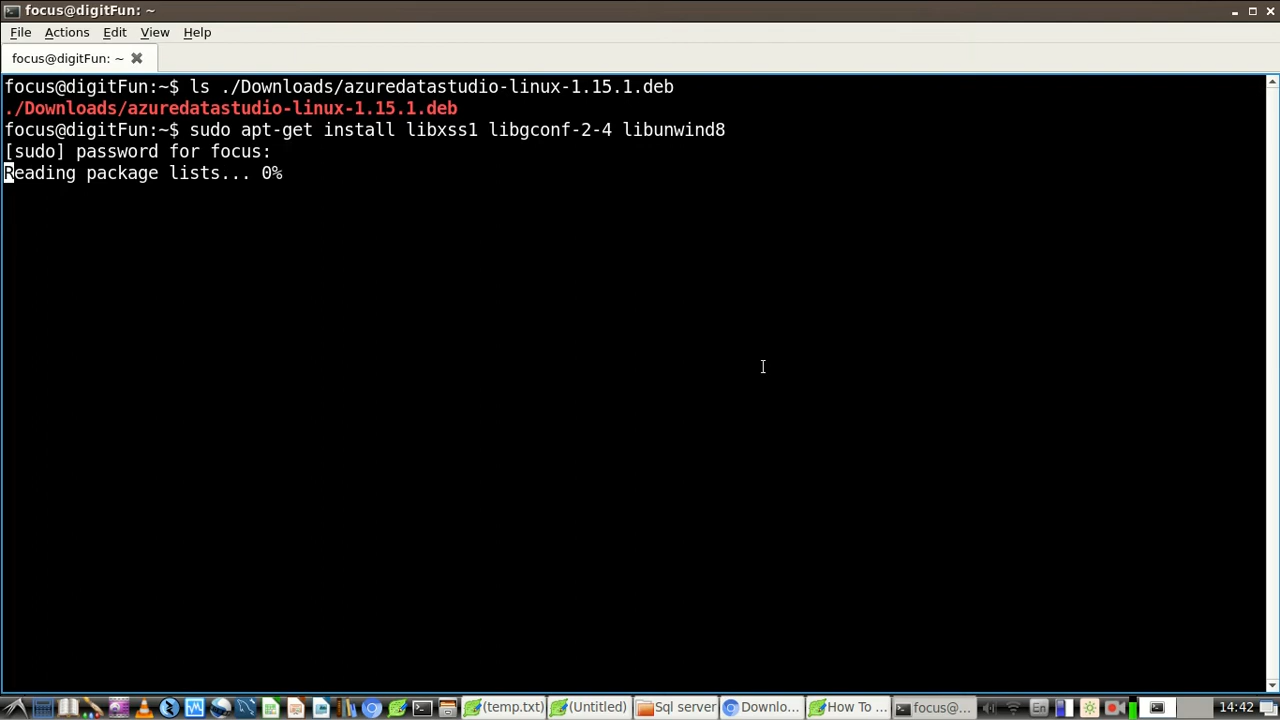 focus@digitFun: ~
File Actions Edit View Help
focus@digitFun: ~
focus@digitFun:~$ ls ./Downloads/azuredatastudio-linux-1.15.1.deb
./Downloads/azuredatastudio-linux-1.15.1.deb
focus@digitFun:~$ sudo apt-get install libxss1 libgconf-2-4 libunwind8
[sudo] password for focus:
Reading package lists... 0%
(temp.txt) (Untitled) Sql server Downlo... How To ... focus@... En 14:42